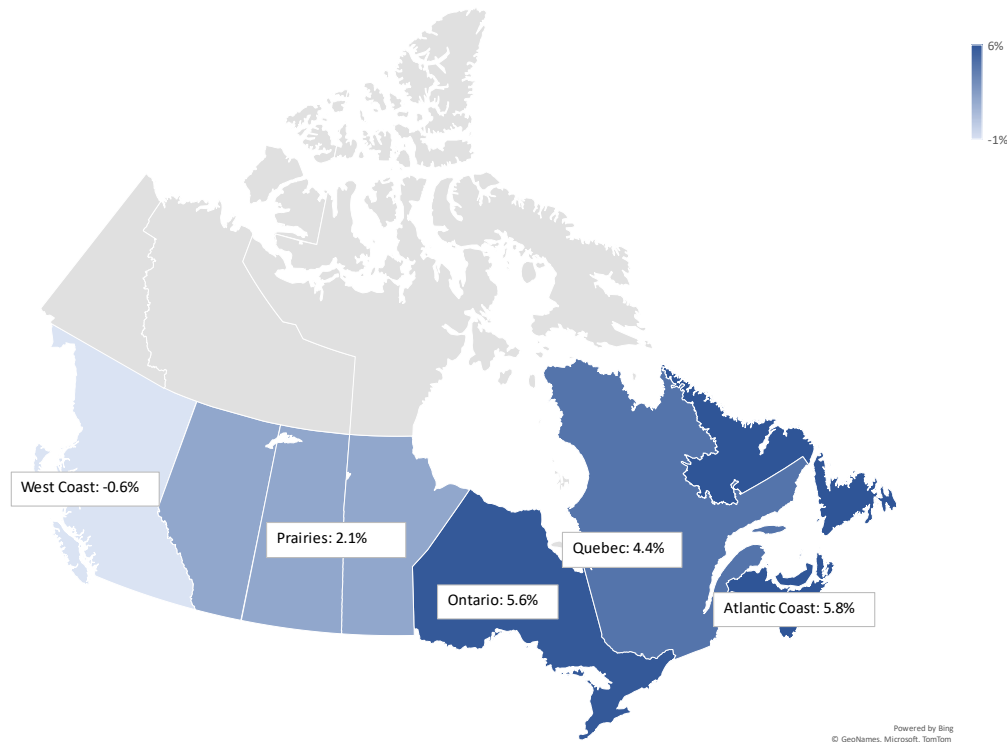 6%
-1%
West Coast: -0.6%
Prairies: 2.1%
Quebec: 4.4%
Ontario: 5.6%
Atlantic Coast: 5.8%
Powered by Bing
© GeoNames, Microsoft, TomTom